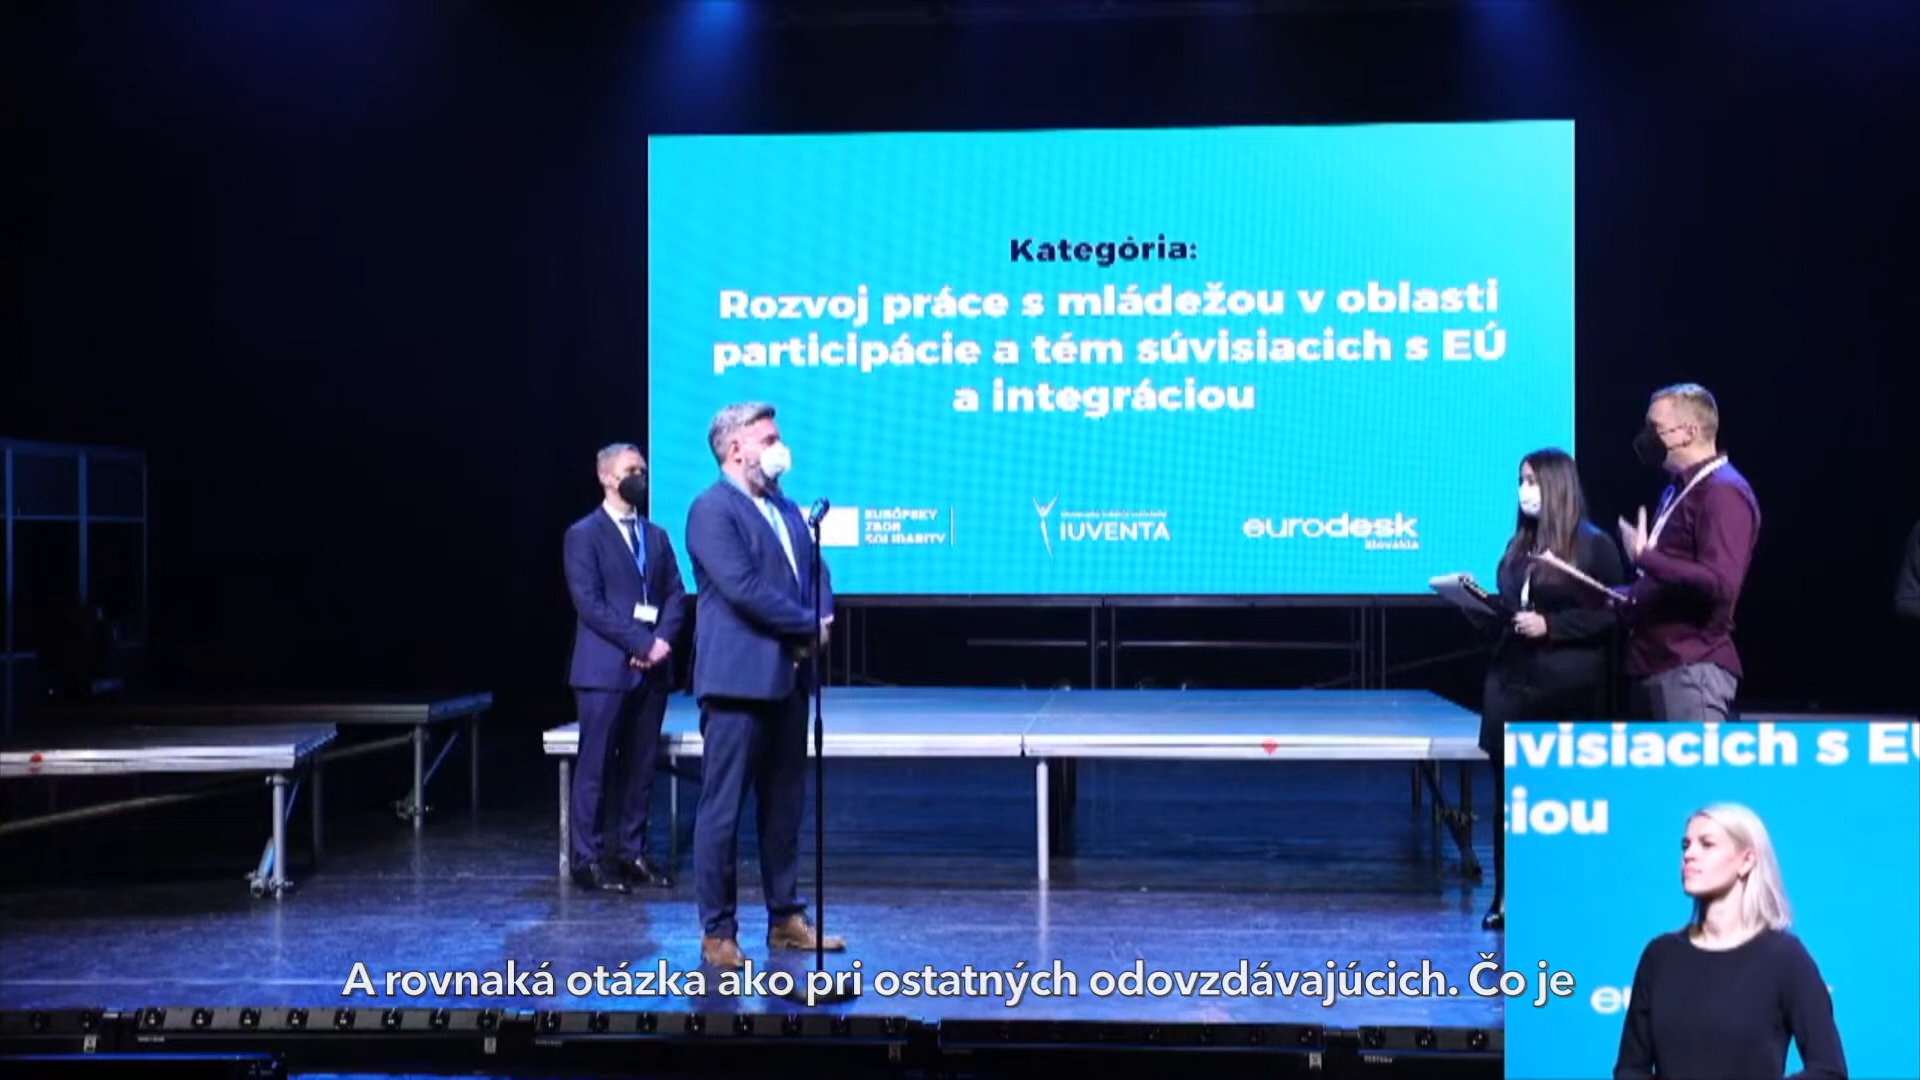 Kategória:
Rozvoj práce s mládežou v oblasti
participácie a tém súvisiacich s EÚ
a integráciou
EURÓPSKY
ZBOR
SOLIDARITY
IUVENTA
eurodesk
Slovakia
úvisiacich s EÚ
ciou
A rovnaká otázka ako pri ostatných odovzdávajúcich. Čo je